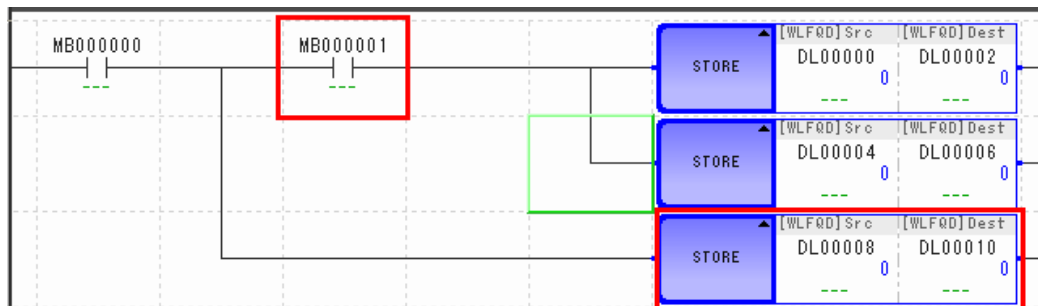 MB000000 MB000001
---
---
STORE
[WLFQD]Src [WLFQD]Dest
DL00000 DL00002
0 0
--- ---
STORE
[WLFQD]Src [WLFQD]Dest
DL00004 DL00006
0 0
--- ---
STORE
[WLFQD]Src [WLFQD]Dest
DL00008 DL00010
0 0
--- ---